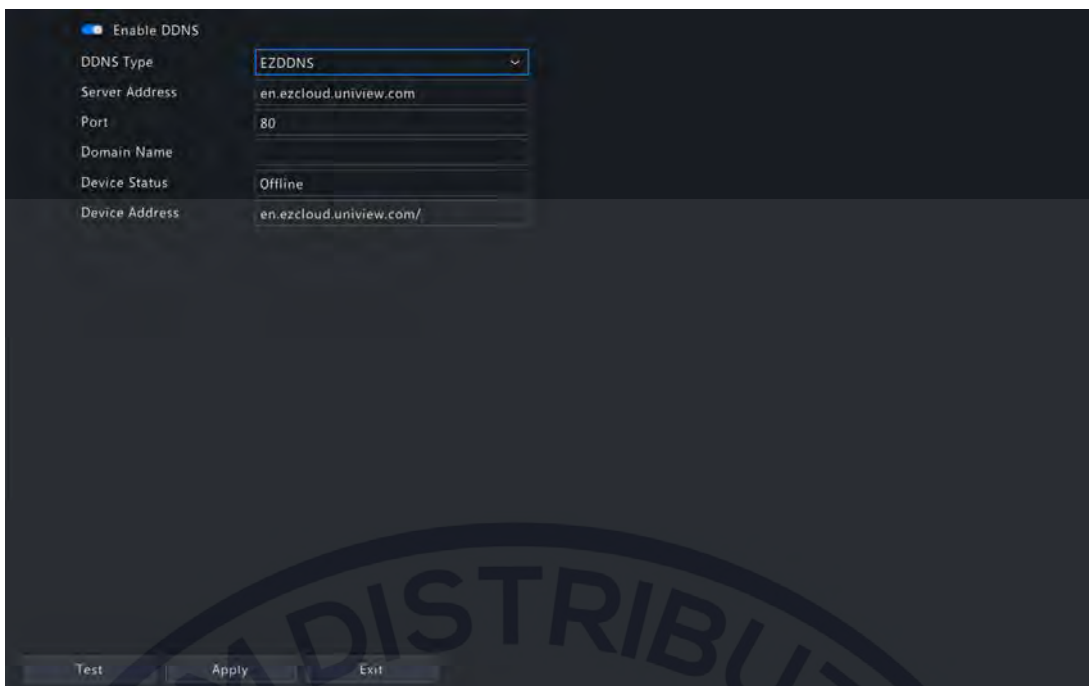 Enable DDNS
DDNS Type EZDDNS
Server Address en.ezcloud.uniview.com
Port 80
Domain Name
Device Status Offline
Device Address en.ezcloud.uniview.com/
Test Apply Exit